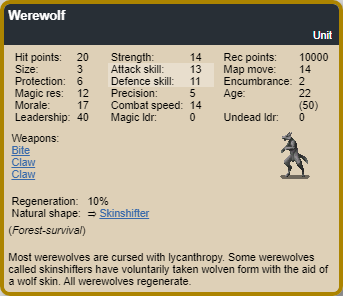 Werewolf
Unit
Hit points: 20 Strength: 14 Rec points: 10000
Size: 3 Attack skill: 13 Map move: 14
Protection: 6 Defence skill: 11 Encumbrance: 2
Magic res: 12 Precision: 5 Age: 22
Morale: 17 Combat speed: 14 (50)
Leadership: 40 Magic ldr: 0 Undead ldr: 0
Weapons:
Bite
Claw
Claw
Regeneration: 10%
Natural shape: ⇒ Skinshifter
(Forest-survival)
Most werewolves are cursed with lycanthropy. Some werewolves
called skinshifters have voluntarily taken wolven form with the aid of
a wolf skin. All werewolves regenerate.